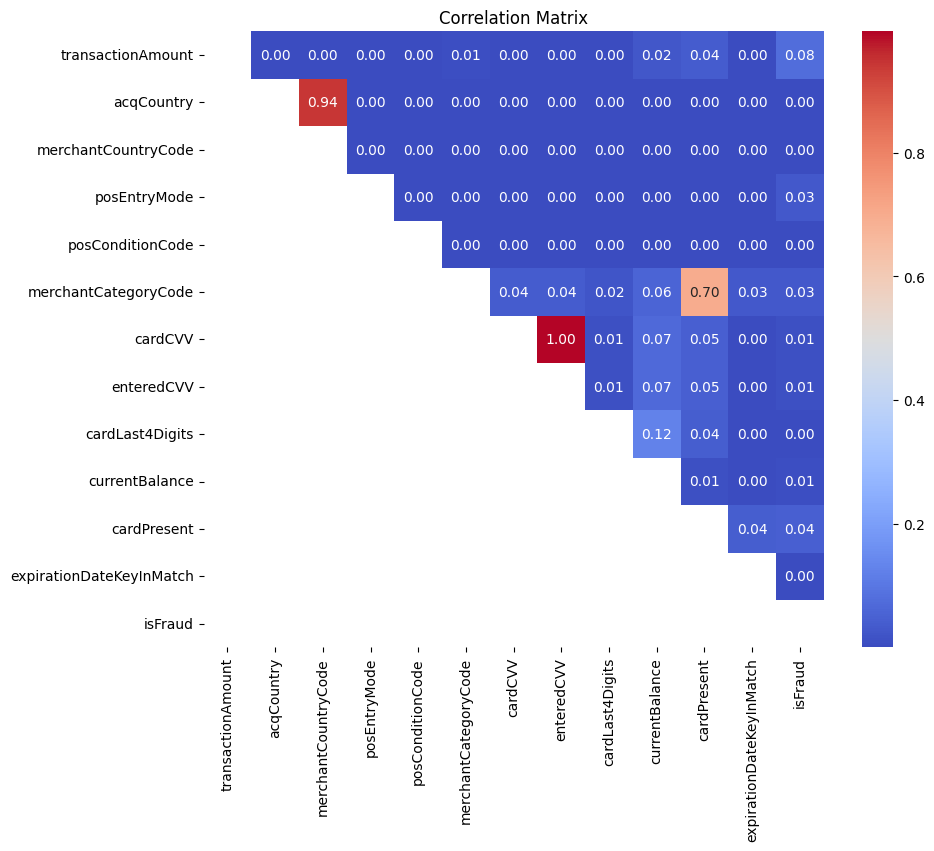 Correlation Matrix
transactionAmount 0.00 0.00 0.00 0.00 0.01 0.00 0.00 0.00 0.02 0.04 0.00 0.08
acqCountry 0.94 0.00 0.00 0.00 0.00 0.00 0.00 0.00 0.00 0.00 0.00
merchantCountryCode 0.00 0.00 0.00 0.00 0.00 0.00 0.00 0.00 0.00 0.00
posEntryMode 0.00 0.00 0.00 0.00 0.00 0.00 0.00 0.00 0.03
posConditionCode 0.00 0.00 0.00 0.00 0.00 0.00 0.00 0.00
merchantCategoryCode 0.04 0.04 0.02 0.06 0.70 0.03 0.03
cardCVV 1.00 0.01 0.07 0.05 0.00 0.01
enteredCVV 0.01 0.07 0.05 0.00 0.01
cardLast4Digits 0.12 0.04 0.00 0.00
currentBalance 0.01 0.00 0.01
cardPresent 0.04 0.04
expirationDateKeyInMatch 0.00
isFraud
transactionAmount
acqCountry
merchantCountryCode
posEntryMode
posConditionCode
merchantCategoryCode
cardCVV
enteredCVV
cardLast4Digits
currentBalance
cardPresent
expirationDateKeyInMatch
isFraud
0.8
0.6
0.4
0.2